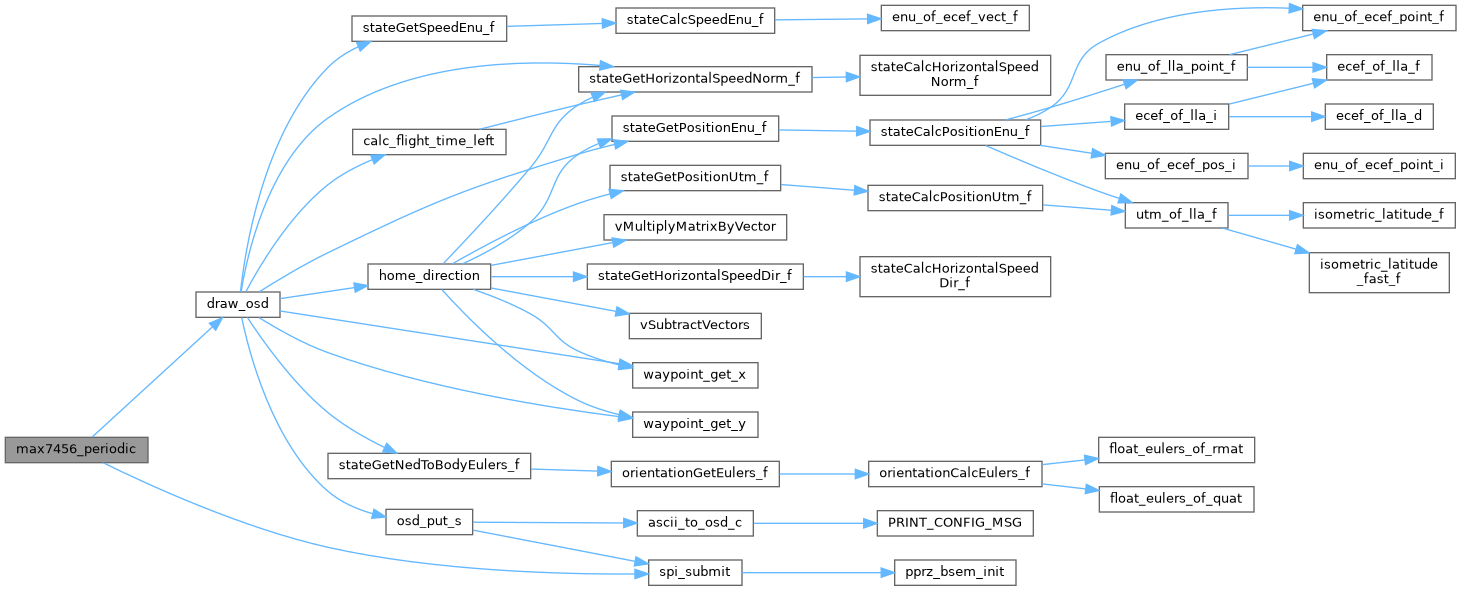 max7456_periodic
draw_osd
stateGetSpeedEnu_f
calc_flight_time_left
home_direction
stateGetNedToBodyEulers_f
osd_put_s
stateCalcSpeedEnu_f
stateGetHorizontalSpeedNorm_f
stateGetPositionEnu_f
stateGetPositionUtm_f
vMultiplyMatrixByVector
stateGetHorizontalSpeedDir_f
vSubtractVectors
waypoint_get_x
waypoint_get_y
orientationGetEulers_f
ascii_to_osd_c
spi_submit
enu_of_ecef_vect_f
stateCalcHorizontalSpeed
Norm_f
stateCalcPositionEnu_f
stateCalcPositionUtm_f
stateCalcHorizontalSpeed
Dir_f
orientationCalcEulers_f
PRINT_CONFIG_MSG
pprz_bsem_init
enu_of_lla_point_f
ecef_of_lla_i
enu_of_ecef_pos_i
utm_of_lla_f
float_eulers_of_rmat
float_eulers_of_quat
enu_of_ecef_point_f
ecef_of_lla_f
ecef_of_lla_d
enu_of_ecef_point_i
isometric_latitude_f
isometric_latitude
_fast_f